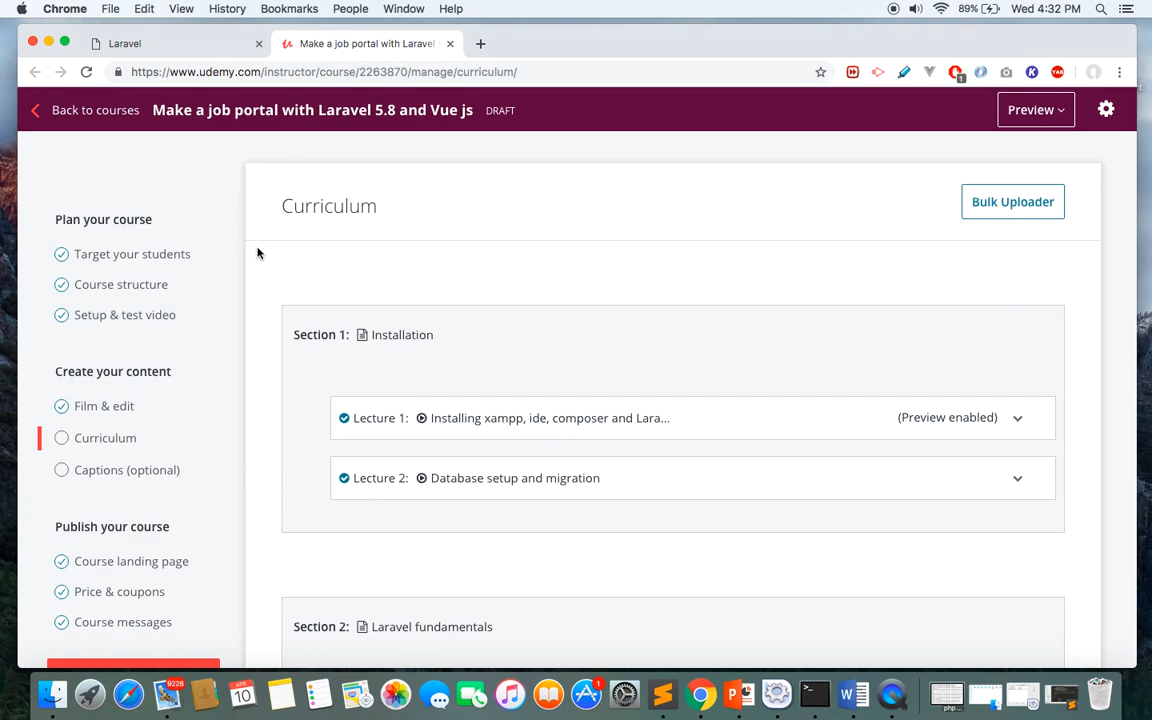 Chrome File Edit View History Bookmarks People Window Help 89% Wed 4:32 PM
Laravel Make a job portal with Laravel
https://www.udemy.com/instructor/course/2263870/manage/curriculum/
Back to courses Make a job portal with Laravel 5.8 and Vue js DRAFT Preview
Curriculum Bulk Uploader
Plan your course
Target your students
Course structure
Setup & test video
Create your content
Film & edit
Curriculum
Captions (optional)
Publish your course
Course landing page
Price & coupons
Course messages
Section 1: Installation
Lecture 1: Installing xampp, ide, composer and Lara... (Preview enabled)
Lecture 2: Database setup and migration
Section 2: Laravel fundamentals
9228
APR
10
1